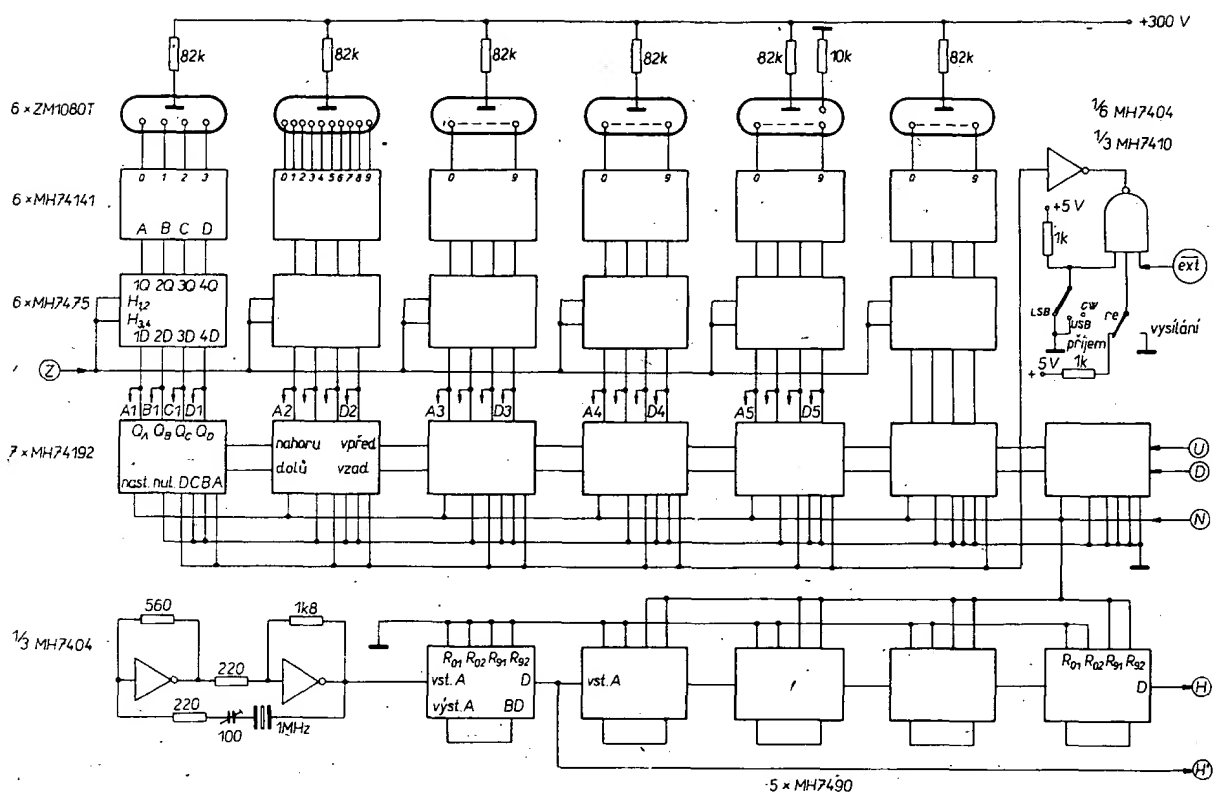 +300 V
82k 82k 82k 82k 82k 10k 82k
6 × ZM1080T
1/6 MH7404
1/3 MH7410
0 1 2 3
0 1 2 3 4 5 6 7 8 9
0 9
0 9
0 9
0 9
6 × MH74141
A B C D
+5 V
1k
ext
6 × MH7475
1Q 2Q 3Q 4Q
H1,2
H3,4
1D 2D 3D 4D
LSB
CW
USB
re
příjem
vysílání
+ 5V
1k
Z
A1 B1 C1 D1
A2 D2
A3 D3
A4 D4
A5 D5
7 × MH74192
QA QB QC QD
nast. nul. D C B A
nahoru vpřed
dolů vzad
U
D
N
1/3 MH7404
560
1k8
220
220
100
1MHz
R01 R02 R91 R92
vst. A D
výst. A BD
vst. A
R01 R02 R91 R92
D
H
H'
5 × MH7490